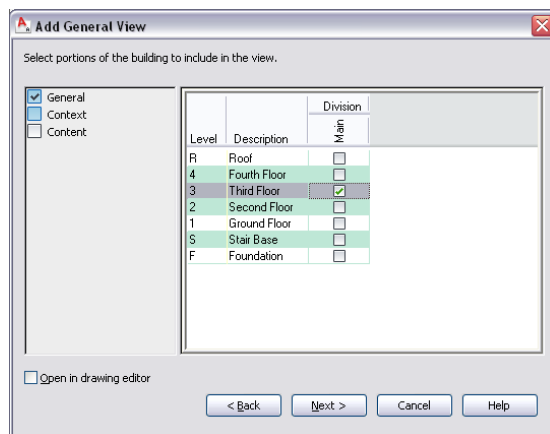 Add General View
Select portions of the building to include in the view.
General
Context
Content
Division
Level Description Main
R Roof
4 Fourth Floor
3 Third Floor
2 Second Floor
1 Ground Floor
S Stair Base
F Foundation
Open in drawing editor
< Back Next > Cancel Help